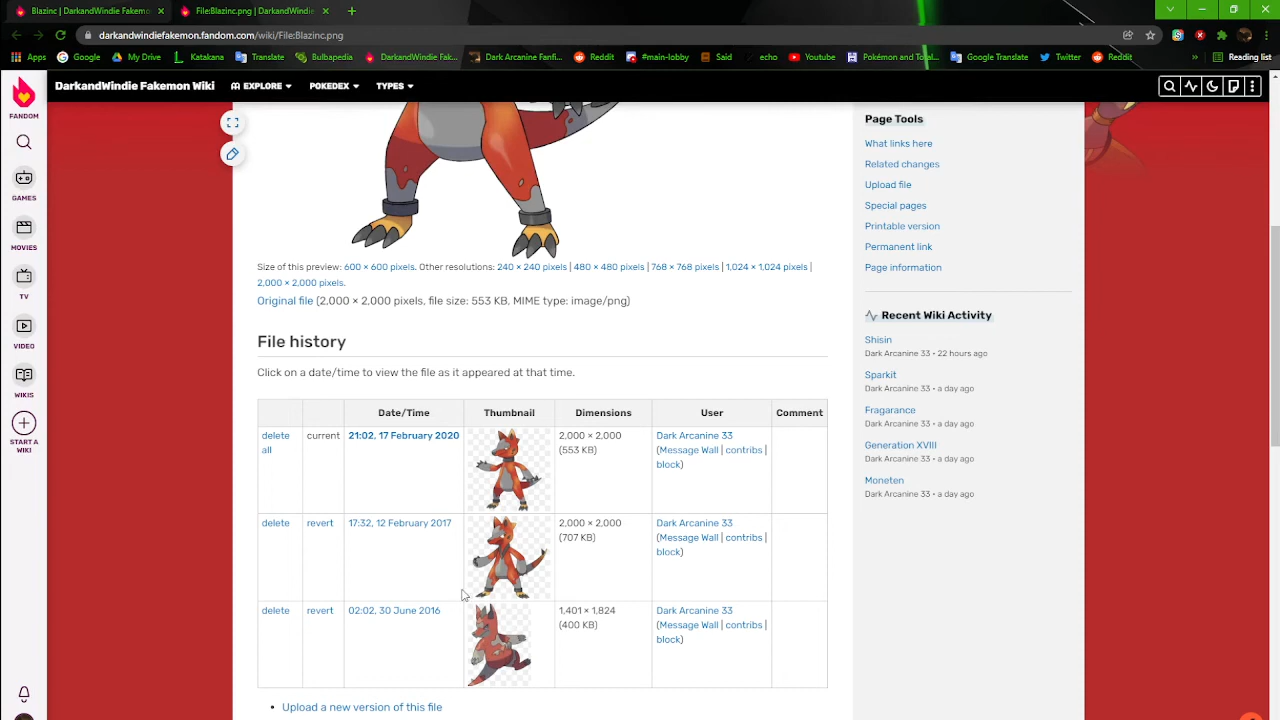 Blazinc | DarkandWindie Fakemo
File:Blazinc.png | DarkandWindie
darkandwindiefakemon.fandom.com/wiki/File:Blazinc.png
Apps
Google
My Drive
Katakana
Translate
Bulbapedia
DarkandWindie Fak...
Dark Arcanine Fanfi...
Reddit
#main-lobby
Said
echo
Youtube
Pokémon and Total...
Google Translate
Twitter
Reddit
»
Reading list
FANDOM
DarkandWindie Fakemon Wiki
EXPLORE
POKEDEX
TYPES
GAMES
MOVIES
TV
VIDEO
WIKIS
START A
WIKI
Size of this preview: 600 × 600 pixels. Other resolutions: 240 × 240 pixels | 480 × 480 pixels | 768 × 768 pixels | 1,024 × 1,024 pixels |
2,000 × 2,000 pixels.
Original file (2,000 × 2,000 pixels, file size: 553 KB, MIME type: image/png)
File history
Click on a date/time to view the file as it appeared at that time.
Date/Time Thumbnail Dimensions User Comment
delete current 21:02, 17 February 2020 2,000 × 2,000 Dark Arcanine 33
all (553 KB) (Message Wall | contribs |
block)
delete revert 17:32, 12 February 2017 2,000 × 2,000 Dark Arcanine 33
(707 KB) (Message Wall | contribs |
block)
delete revert 02:02, 30 June 2016 1,401 × 1,824 Dark Arcanine 33
(400 KB) (Message Wall | contribs |
block)
• Upload a new version of this file
Page Tools
What links here
Related changes
Upload file
Special pages
Printable version
Permanent link
Page information
Recent Wiki Activity
Shisin
Dark Arcanine 33 • 22 hours ago
Sparkit
Dark Arcanine 33 • a day ago
Fragarance
Dark Arcanine 33 • a day ago
Generation XVIII
Dark Arcanine 33 • a day ago
Moneten
Dark Arcanine 33 • a day ago